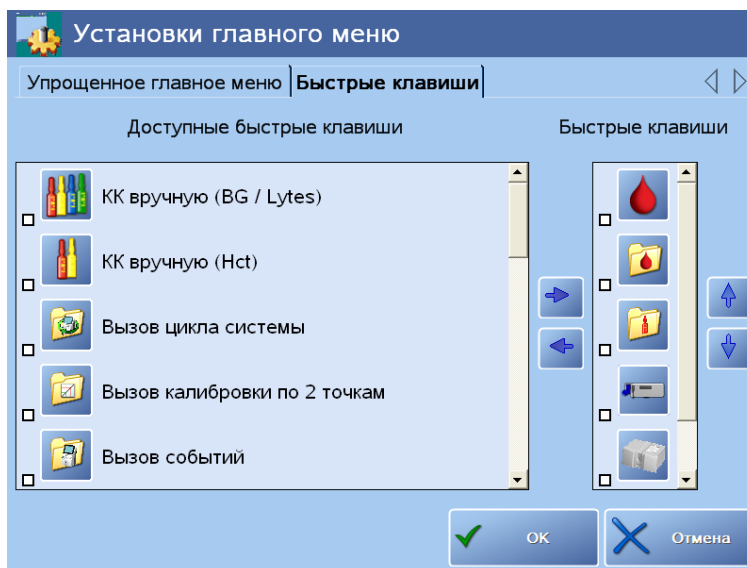 Установки главного меню
Упрощенное главное меню Быстрые клавиши
Доступные быстрые клавиши Быстрые клавиши
КК вручную (BG / Lytes)
КК вручную (Hct)
Вызов цикла системы
Вызов калибровки по 2 точкам
Вызов событий
ОК Отмена